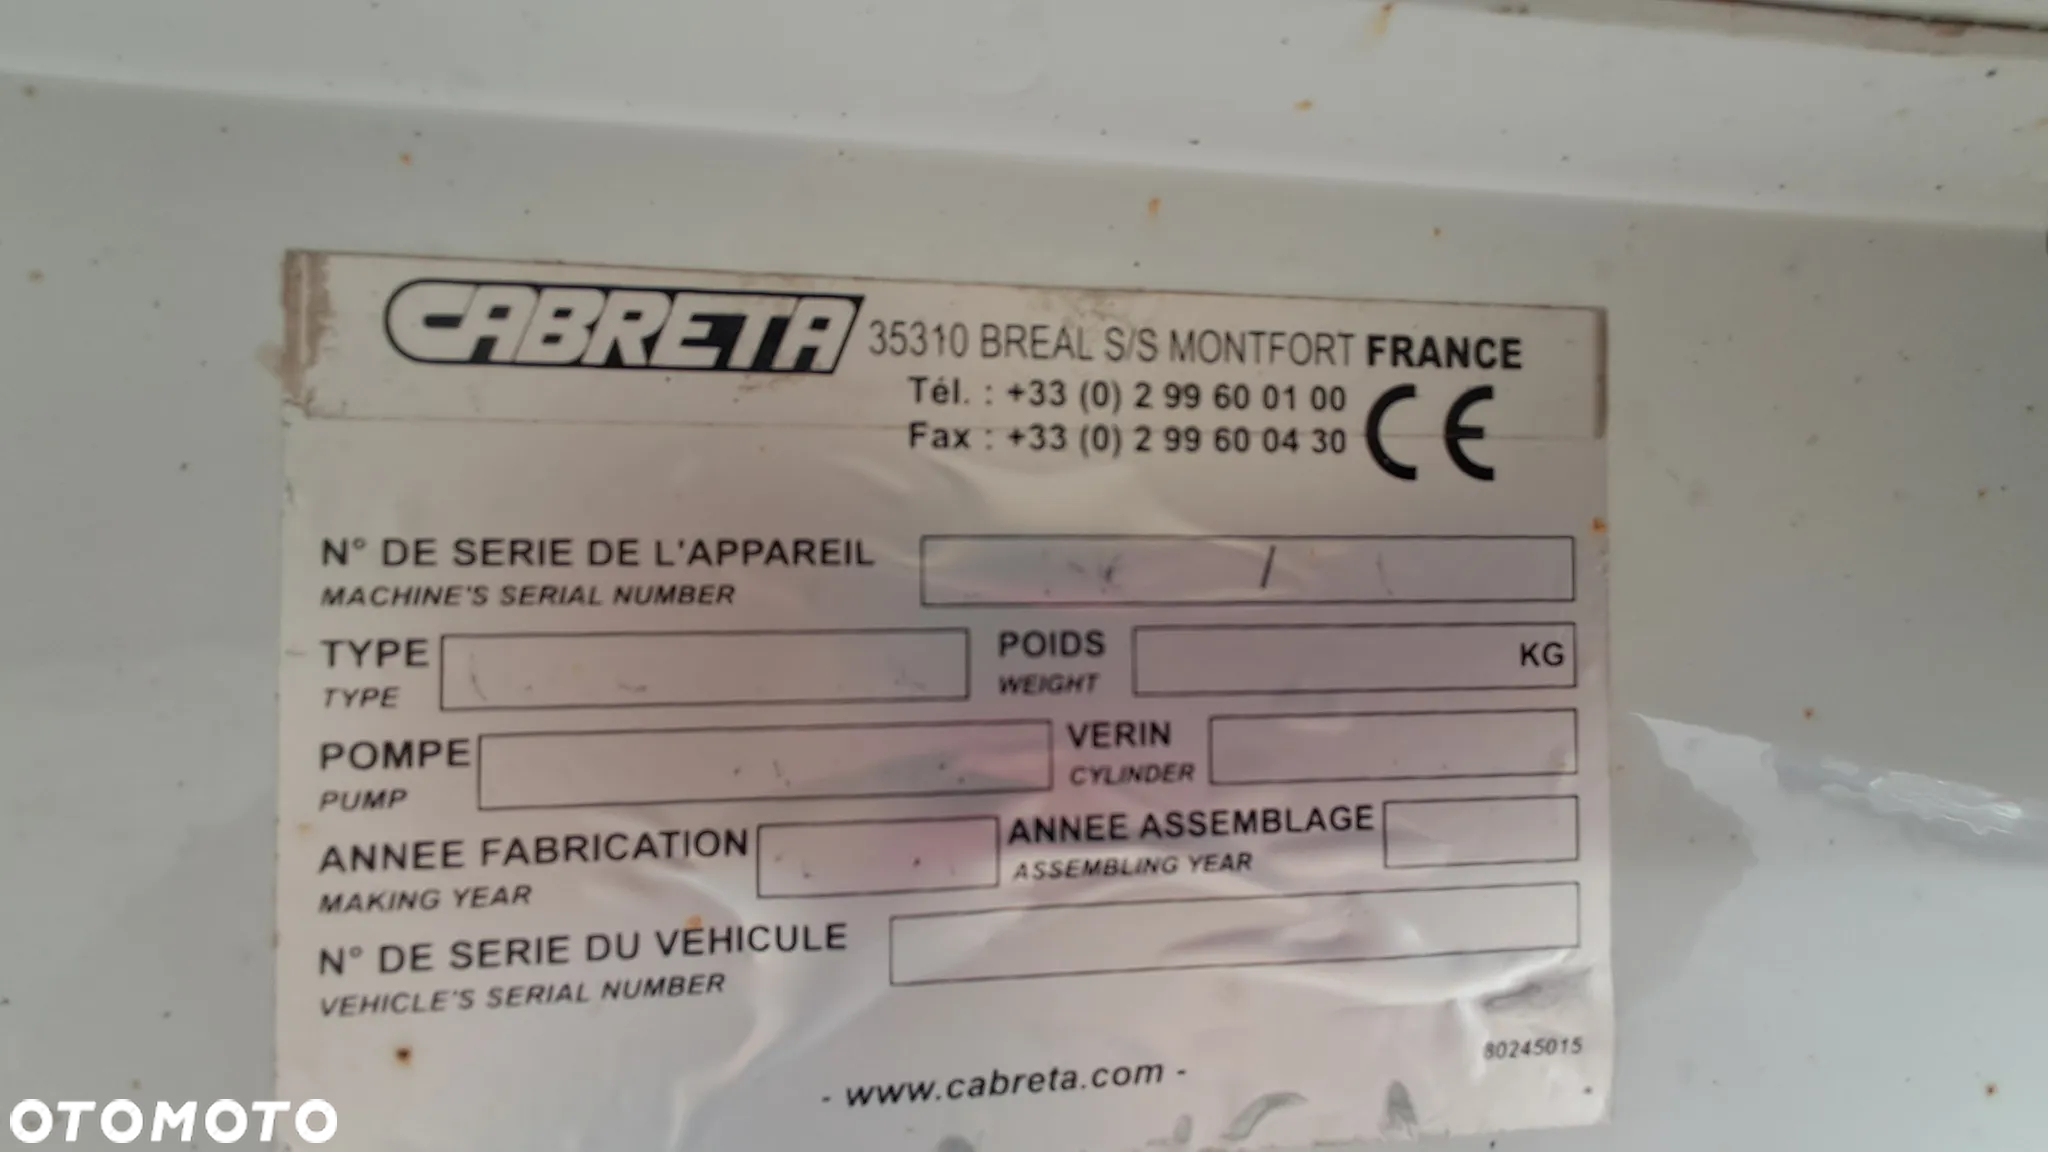 CABRETA 35310 BREAL S/S MONTFORT FRANCE
Tél. : +33 (0) 2 99 60 01 00
Fax : +33 (0) 2 99 60 04 30
CE
N° DE SERIE DE L'APPAREIL /
MACHINE'S SERIAL NUMBER
TYPE POIDS KG
TYPE WEIGHT
POMPE VERIN
PUMP CYLINDER
ANNEE FABRICATION ANNEE ASSEMBLAGE
MAKING YEAR ASSEMBLING YEAR
N° DE SERIE DU VEHICULE
VEHICLE'S SERIAL NUMBER
80245015
- www.cabreta.com -
OTOMOTO